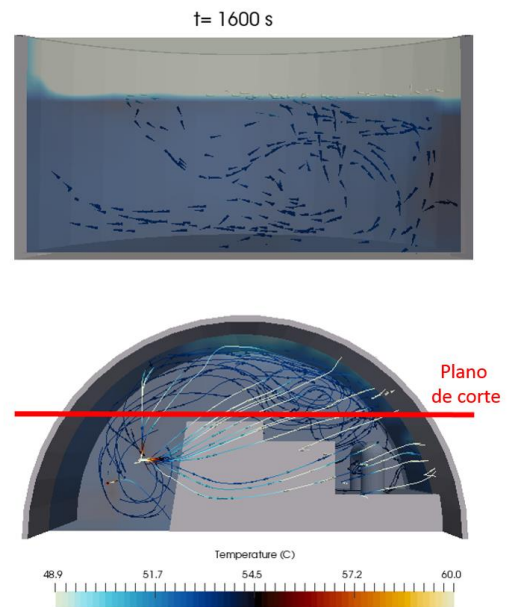 t= 1600 s
Plano
de corte
Temperature (C)
48.9 51.7 54.5 57.2 60.0